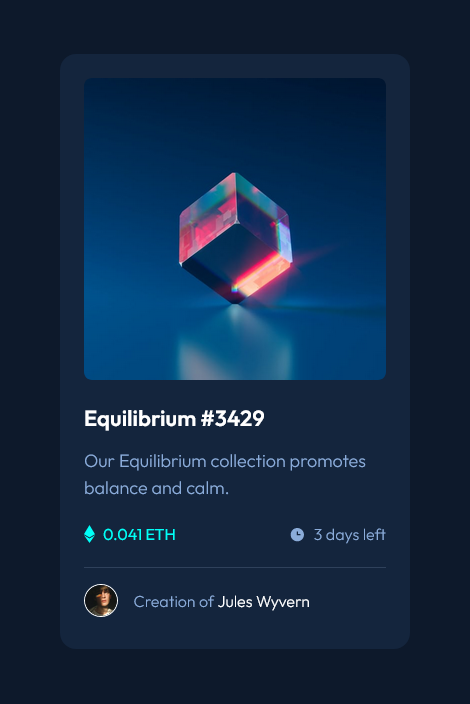 Equilibrium #3429
Our Equilibrium collection promotes
balance and calm.
0.041 ETH
3 days left
Creation of Jules Wyvern